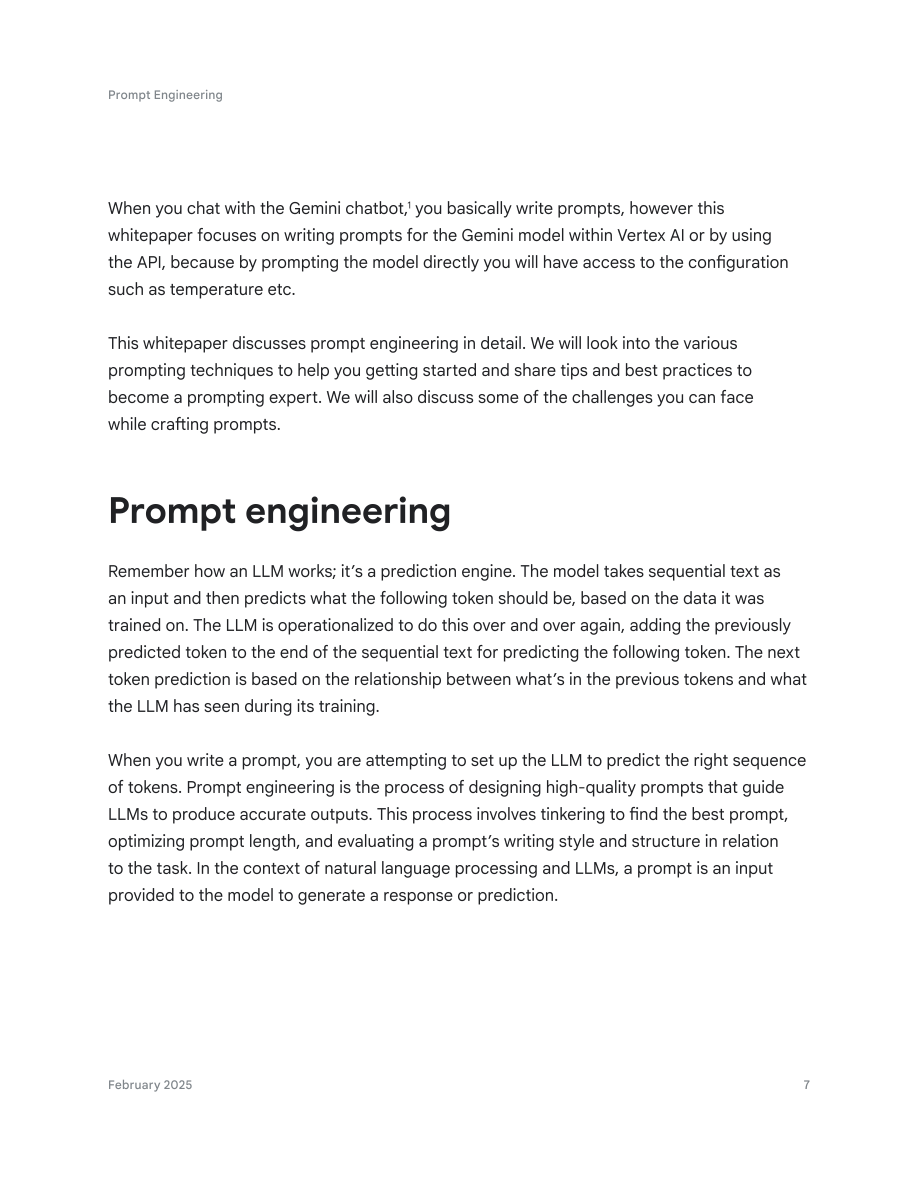 Prompt Engineering
When you chat with the Gemini chatbot,¹ you basically write prompts, however this
whitepaper focuses on writing prompts for the Gemini model within Vertex AI or by using
the API, because by prompting the model directly you will have access to the configuration
such as temperature etc.
This whitepaper discusses prompt engineering in detail. We will look into the various
prompting techniques to help you getting started and share tips and best practices to
become a prompting expert. We will also discuss some of the challenges you can face
while crafting prompts.
Prompt engineering
Remember how an LLM works; it’s a prediction engine. The model takes sequential text as
an input and then predicts what the following token should be, based on the data it was
trained on. The LLM is operationalized to do this over and over again, adding the previously
predicted token to the end of the sequential text for predicting the following token. The next
token prediction is based on the relationship between what’s in the previous tokens and what
the LLM has seen during its training.
When you write a prompt, you are attempting to set up the LLM to predict the right sequence
of tokens. Prompt engineering is the process of designing high-quality prompts that guide
LLMs to produce accurate outputs. This process involves tinkering to find the best prompt,
optimizing prompt length, and evaluating a prompt’s writing style and structure in relation
to the task. In the context of natural language processing and LLMs, a prompt is an input
provided to the model to generate a response or prediction.
February 2025
7